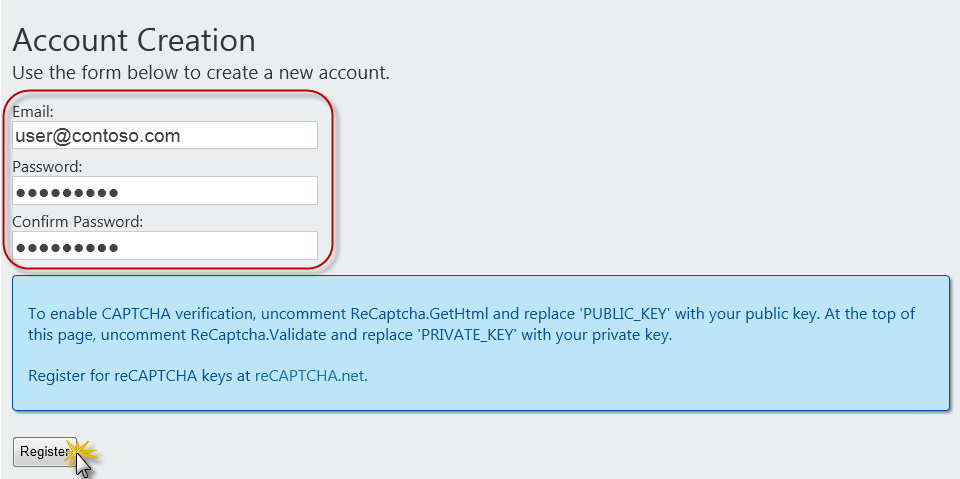 Account Creation
Use the form below to create a new account.
Email:
user@contoso.com
Password:
●●●●●●●●●
Confirm Password:
●●●●●●●●●
To enable CAPTCHA verification, uncomment ReCaptcha.GetHtml and replace 'PUBLIC_KEY' with your public key. At the top of
this page, uncomment ReCaptcha.Validate and replace 'PRIVATE_KEY' with your private key.
Register for reCAPTCHA keys at reCAPTCHA.net.
Register